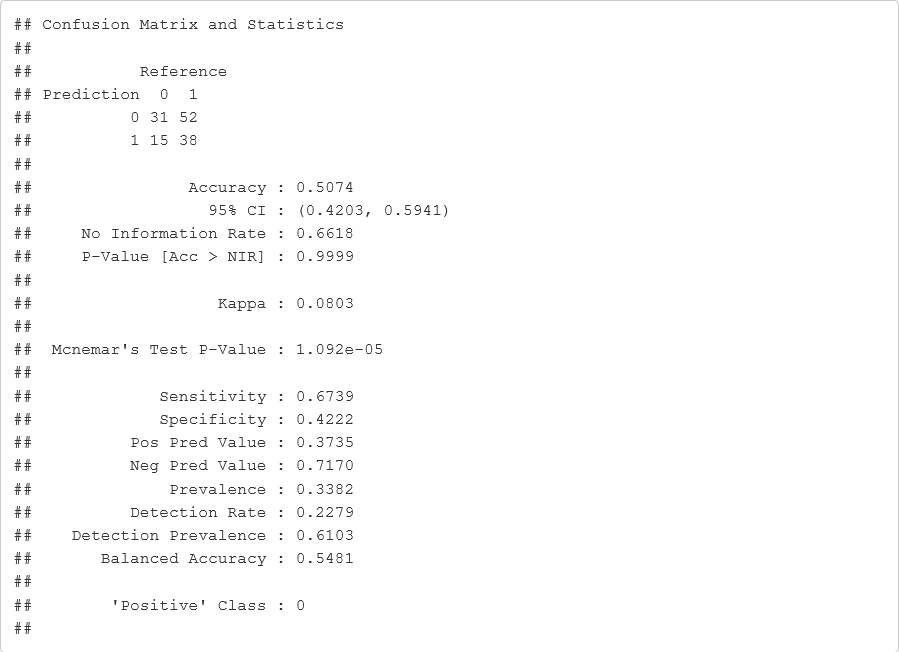 ## Confusion Matrix and Statistics
##
##           Reference
## Prediction  0  1
##          0 31 52
##          1 15 38
##
##                Accuracy : 0.5074
##                  95% CI : (0.4203, 0.5941)
##     No Information Rate : 0.6618
##     P-Value [Acc > NIR] : 0.9999
##
##                   Kappa : 0.0803
##
##  Mcnemar's Test P-Value : 1.092e-05
##
##             Sensitivity : 0.6739
##             Specificity : 0.4222
##          Pos Pred Value : 0.3735
##          Neg Pred Value : 0.7170
##              Prevalence : 0.3382
##          Detection Rate : 0.2279
##    Detection Prevalence : 0.6103
##       Balanced Accuracy : 0.5481
##
##        'Positive' Class : 0
##